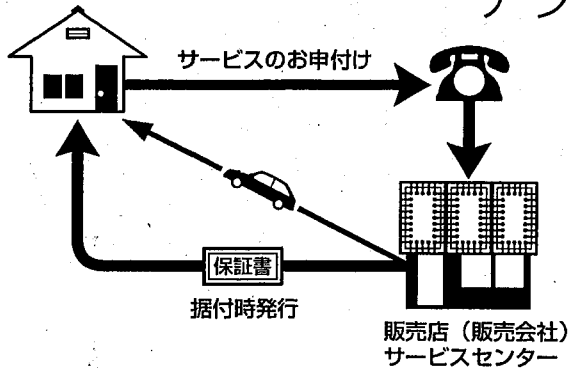 サービスのお申付け
保証書
据付時発行
販売店（販売会社）
サービスセンター